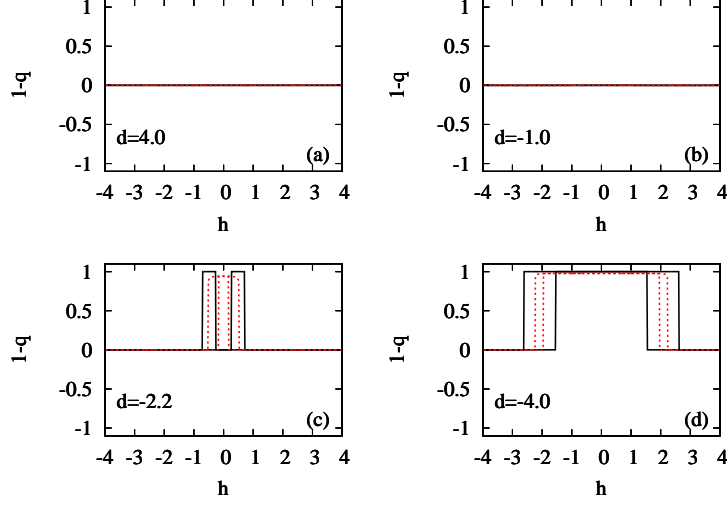 1 1
0.5 0.5
1-q 0 1-q 0
-0.5 -0.5
d=4.0 d=-1.0
-1 (a) -1 (b)
-4 -3 -2 -1 0 1 2 3 4 -4 -3 -2 -1 0 1 2 3 4
h h
1 1
0.5 0.5
1-q 0 1-q 0
-0.5 -0.5
d=-2.2 d=-4.0
-1 (c) -1 (d)
-4 -3 -2 -1 0 1 2 3 4 -4 -3 -2 -1 0 1 2 3 4
h h